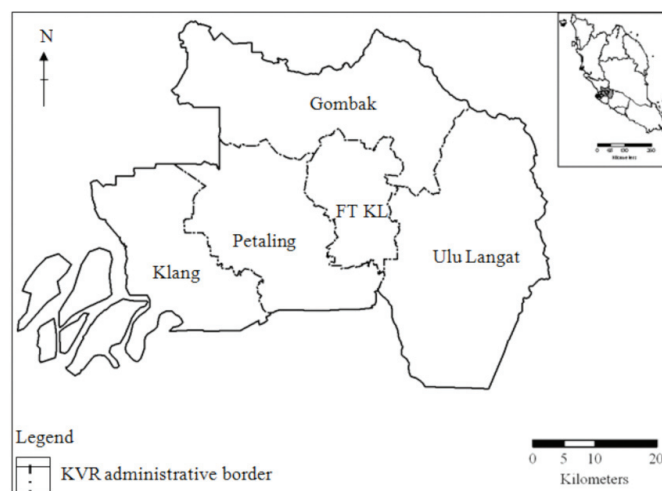 N
Gombak
FT KL
Petaling
Ulu Langat
Klang
Legend
KVR administrative border
0 5 10 20
Kilometers